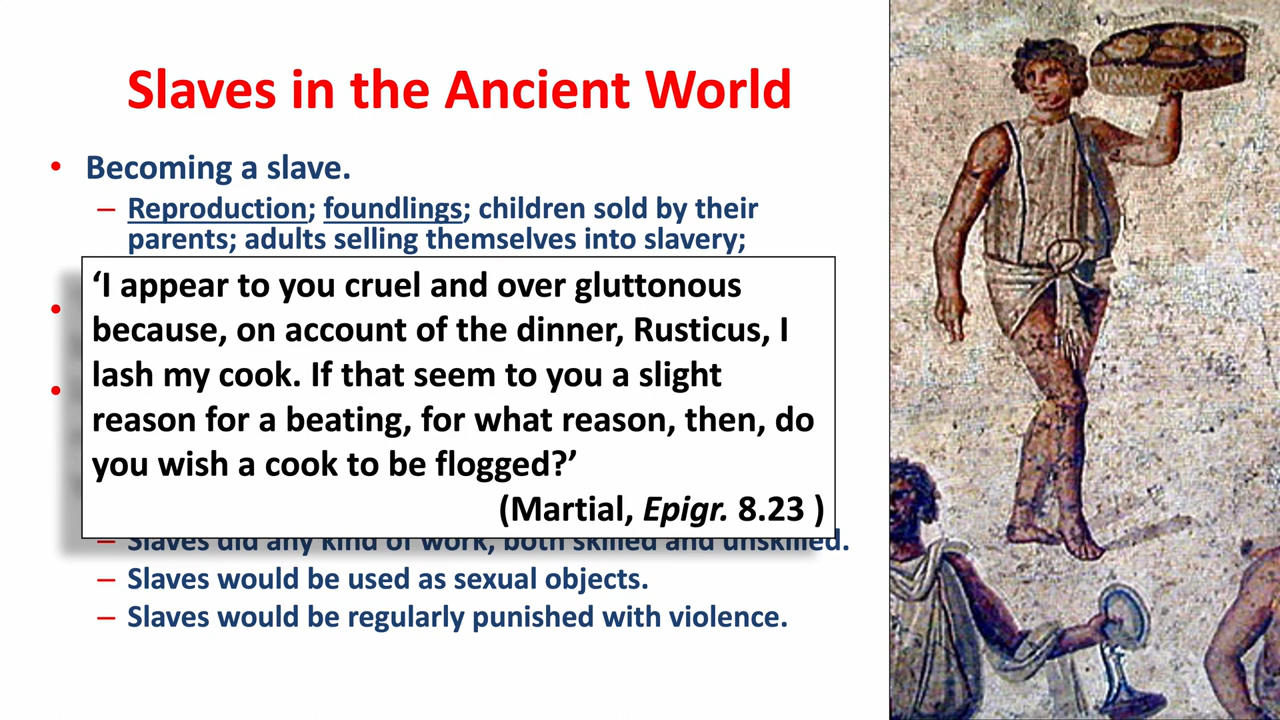 Slaves in the Ancient World
• Becoming a slave.
– Reproduction; foundlings; children sold by their
parents; adults selling themselves into slavery;
‘I appear to you cruel and over gluttonous
because, on account of the dinner, Rusticus, I
lash my cook. If that seem to you a slight
reason for a beating, for what reason, then, do
you wish a cook to be flogged?’
(Martial, Epigr. 8.23 )
– Slaves did any kind of work, both skilled and unskilled.
– Slaves would be used as sexual objects.
– Slaves would be regularly punished with violence.